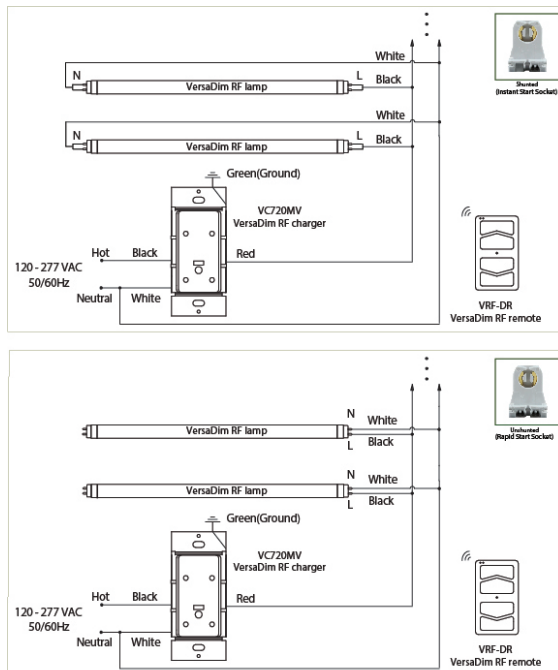 White
Shunted
(Instant Start Socket)
N
VersaDim RF lamp
L
Black
White
N
VersaDim RF lamp
L
Black
Green(Ground)
VC720MV
VersaDim RF charger
Hot
Black
Red
120 - 277 VAC
50/60Hz
Neutral
White
VRF-DR
VersaDim RF remote
Unshunted
(Rapid Start Socket)
N
White
VersaDim RF lamp
L
Black
N
White
VersaDim RF lamp
L
Black
Green(Ground)
VC720MV
VersaDim RF charger
Hot
Black
Red
120 - 277 VAC
50/60Hz
Neutral
White
VRF-DR
VersaDim RF remote